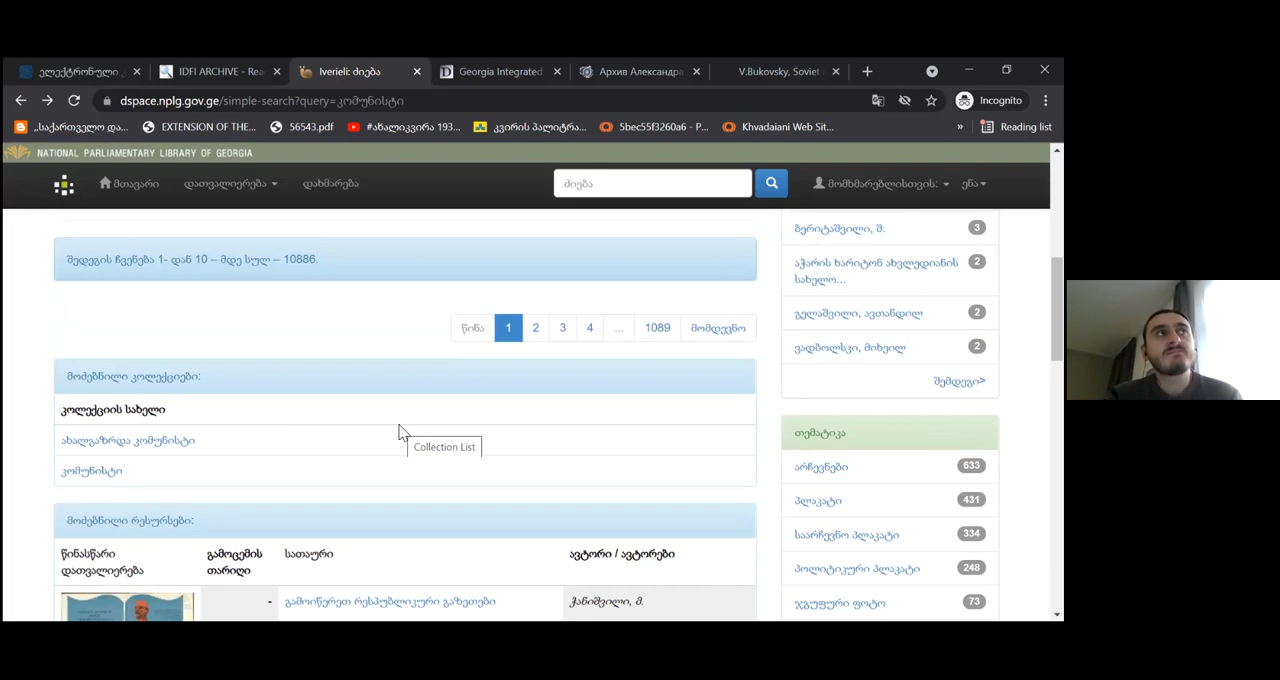 ელექტრონული
IDFI ARCHIVE - Rea
Iverieli: ძიება
Georgia Integrated
Архив Александра
V.Bukovsky, Soviet
dspace.nplg.gov.ge/simple-search?query=კომუნისტი
Incognito
„საქართველო და...
EXTENSION OF THE...
56543.pdf
#ახალიკვირა 193...
კვირის პალიტრა...
5bec55f3260a6 - P...
Khvadaiani Web Sit...
»
Reading list
NATIONAL PARLIAMENTARY LIBRARY OF GEORGIA
მთავარი
დათვალიერება
დახმარება
ძიება
მომხმარებლისთვის:
ენა
შედეგის ჩვენება 1- დან 10 – მდე სულ – 10886.
წინა 1 2 3 4 ... 1089 მომდევნო
მოძებნილი კოლექციები:
კოლექციის სახელი
ახალგაზრდა კომუნისტი
Collection List
კომუნისტი
მოძებნილი რესურსები:
წინასწარი დათვალიერება
გამოცემის თარიღი
სათაური
ავტორი / ავტორები
-
გამოიწერეთ რესპუბლიკური გაზეთები
ჭანიშვილი, მ.
ბერიტაშვილი, შ. 3
აჭარის ხარიტონ ახვლედიანის 2
სახელო...
გელაშვილი, ავთანდილ 2
ვადბოლსკი, მიხეილ 2
შემდეგი>
თემატიკა
არჩევნები 633
პლაკატი 431
საარჩევნო პლაკატი 334
პოლიტიკური პლაკატი 248
ჯგუფური ფოტო 73